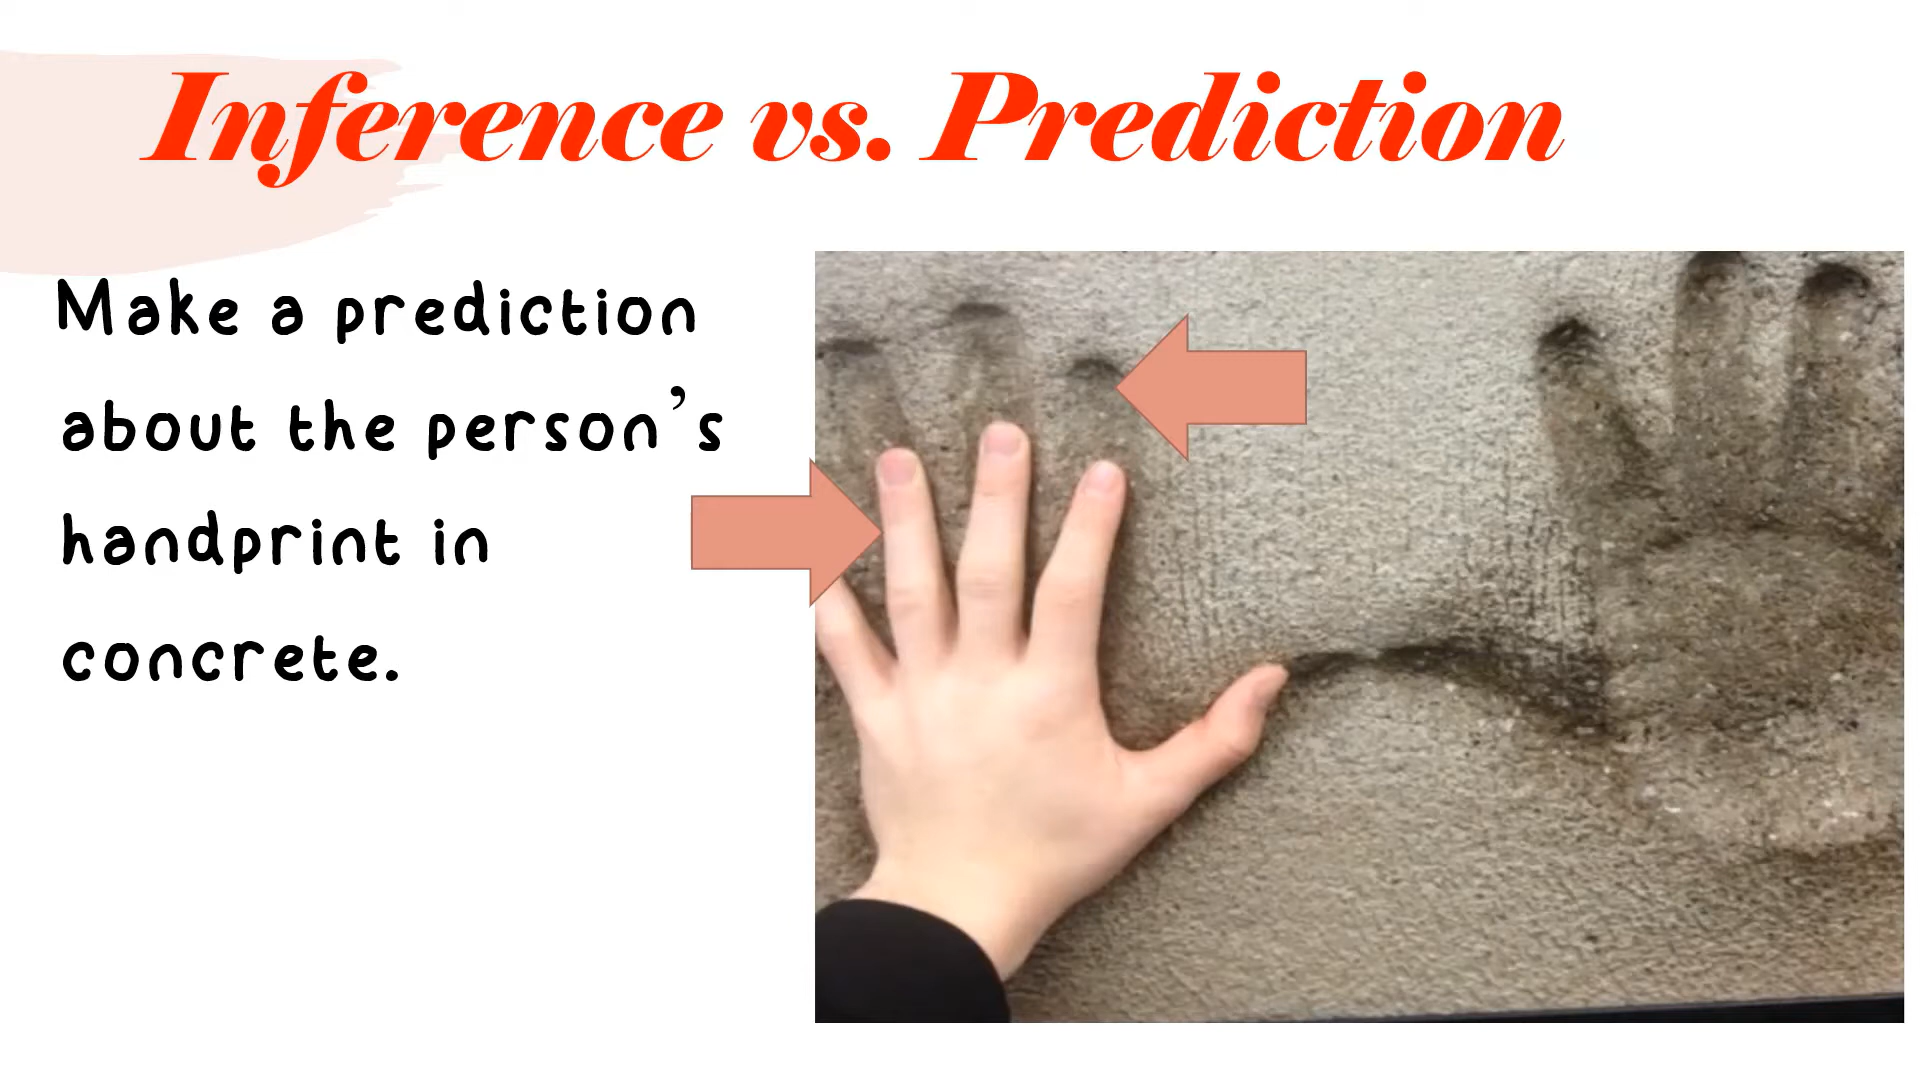 Inference vs. Prediction
Make a prediction
about the person's
handprint in
concrete.